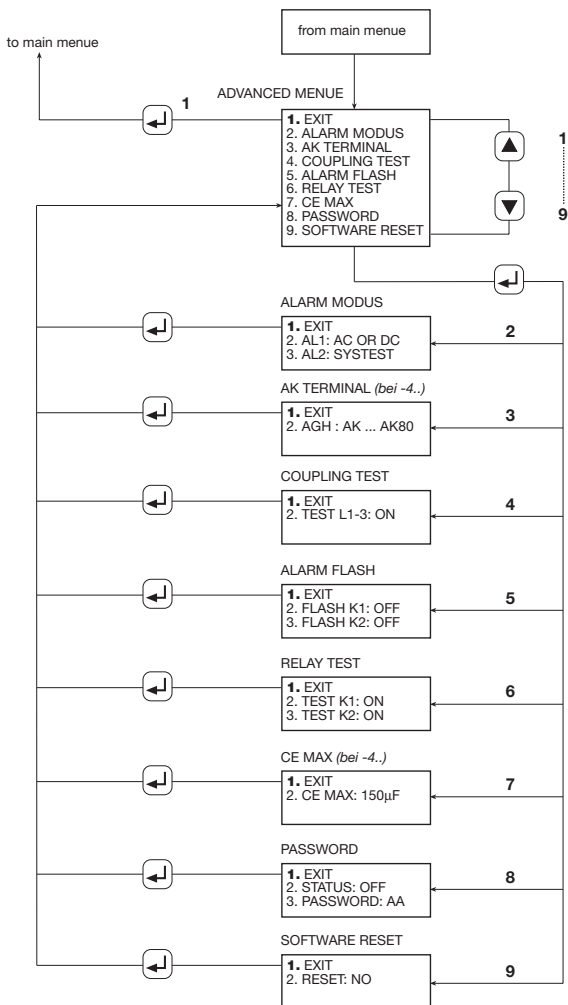 from main menue
to main menue
ADVANCED MENUE
1
1. EXIT
2. ALARM MODUS
3. AK TERMINAL
4. COUPLING TEST
5. ALARM FLASH
6. RELAY TEST
7. CE MAX
8. PASSWORD
9. SOFTWARE RESET
1
9
ALARM MODUS
1. EXIT
2. AL1: AC OR DC
3. AL2: SYSTEST
2
AK TERMINAL (bei -4..)
1. EXIT
2. AGH : AK ... AK80
3
COUPLING TEST
1. EXIT
2. TEST L1-3: ON
4
ALARM FLASH
1. EXIT
2. FLASH K1: OFF
3. FLASH K2: OFF
5
RELAY TEST
1. EXIT
2. TEST K1: ON
3. TEST K2: ON
6
CE MAX (bei -4..)
1. EXIT
2. CE MAX: 150µF
7
PASSWORD
1. EXIT
2. STATUS: OFF
3. PASSWORD: AA
8
SOFTWARE RESET
1. EXIT
2. RESET: NO
9